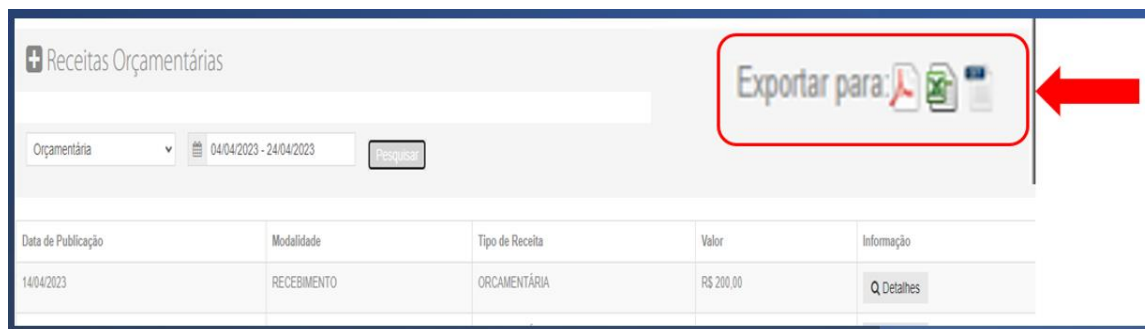 Receitas Orçamentárias
Exportar para:
Orçamentária
04/04/2023 - 24/04/2023
Pesquisar
Data de Publicação Modalidade Tipo de Receita Valor Informação
14/04/2023 RECEBIMENTO ORCAMENTÁRIA R$ 200,00 Detalhes